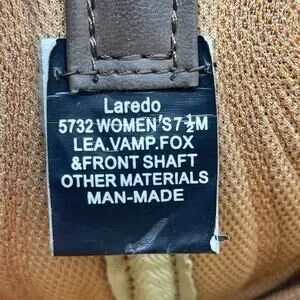 Laredo
5732 WOMEN'S 7½M
LEA.VAMP.FOX
&FRONT SHAFT
OTHER MATERIALS
MAN-MADE